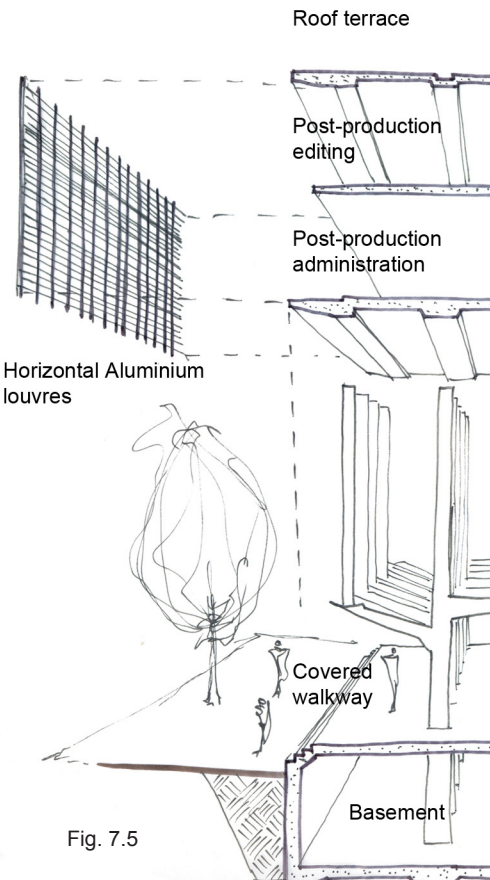 Roof terrace
Post-production
editing
Post-production
administration
Horizontal Aluminium
louvres
Covered
walkway
Basement
Fig. 7.5